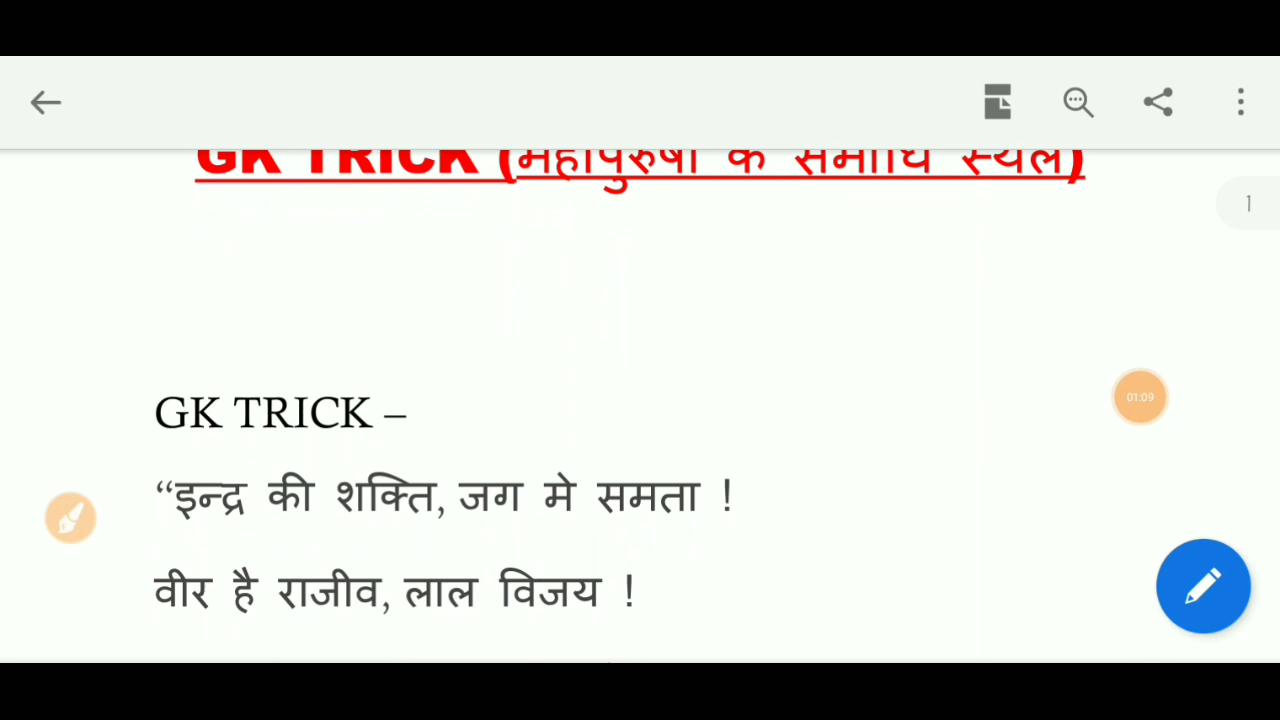 GK TRICK (महापुरुषों के समाधि स्थल)
1
GK TRICK –
01:09
“इन्द्र की शक्ति, जग मे समता !
वीर है राजीव, लाल विजय !